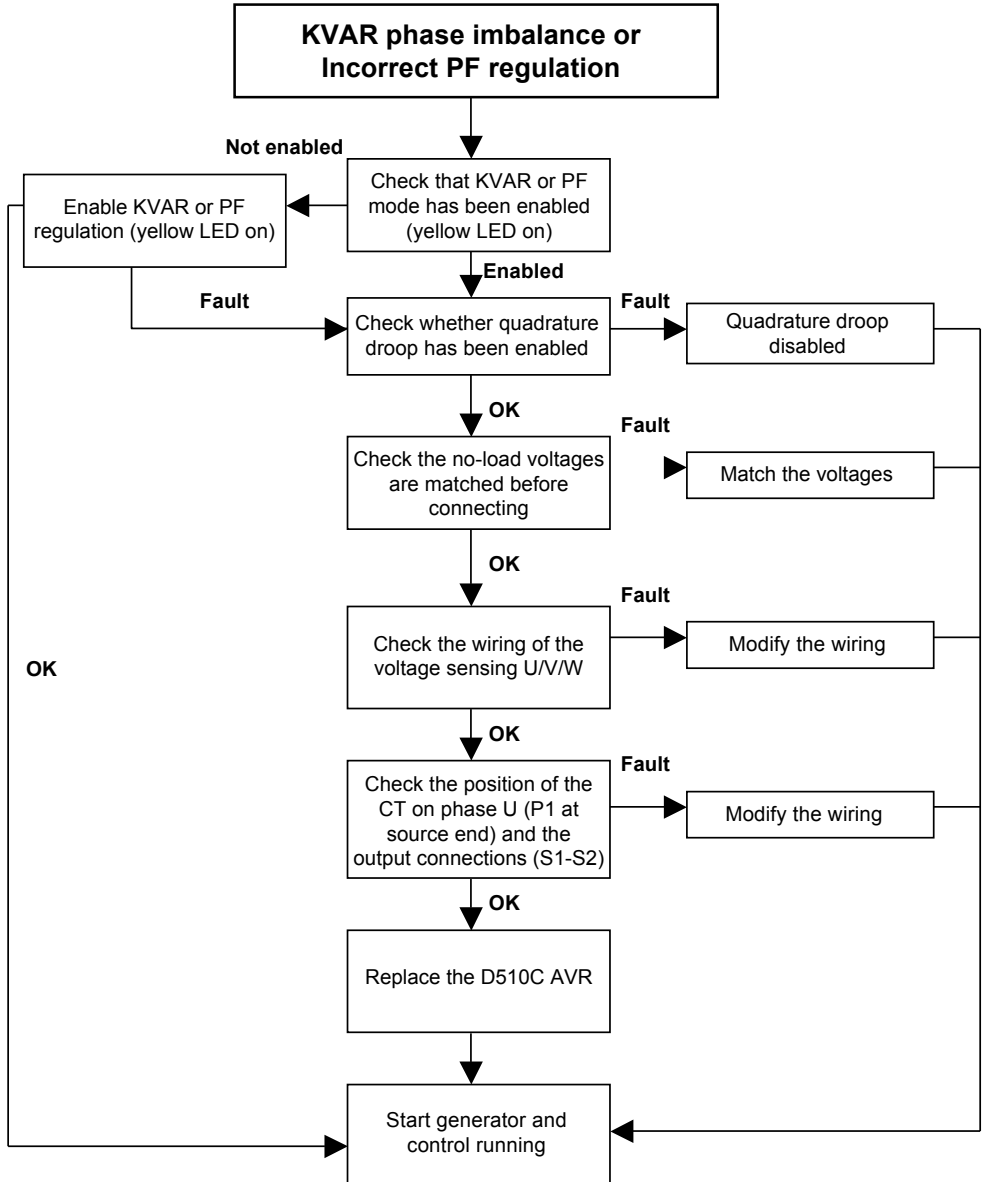 KVAR phase imbalance or
Incorrect PF regulation
Not enabled
Check that KVAR or PF
mode has been enabled
(yellow LED on)
Enable KVAR or PF
regulation (yellow LED on)
Enabled
Fault
Check whether quadrature
droop has been enabled
Fault
Quadrature droop
disabled
OK
Check the no-load voltages
are matched before
connecting
Fault
Match the voltages
OK
Check the wiring of the
voltage sensing U/V/W
Fault
Modify the wiring
OK
OK
Check the position of the
CT on phase U (P1 at
source end) and the
output connections (S1-S2)
Fault
Modify the wiring
OK
Replace the D510C AVR
Start generator and
control running